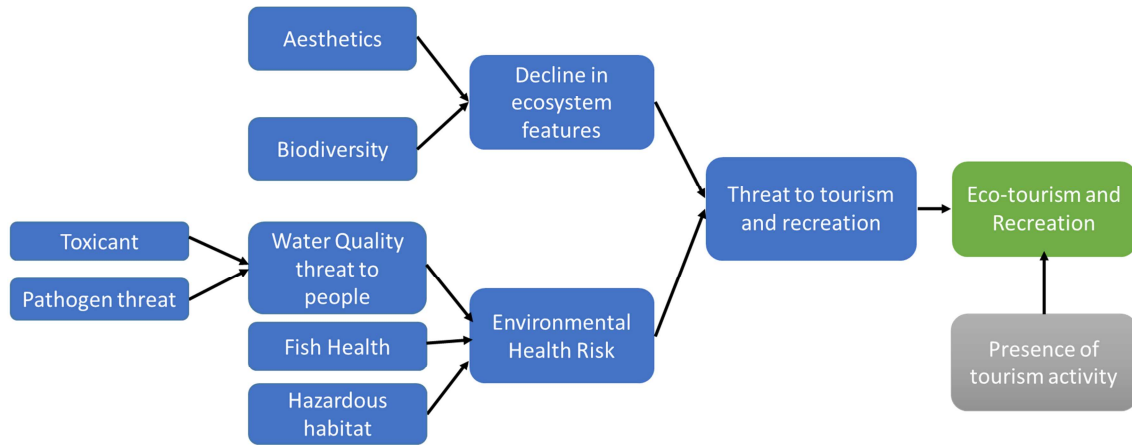 Aesthetics
Decline in
ecosystem
features
Biodiversity
Threat to tourism
and recreation
Eco-tourism and
Recreation
Toxicant
Pathogen threat
Water Quality
threat to
people
Fish Health
Hazardous
habitat
Environmental
Health Risk
Presence of
tourism activity